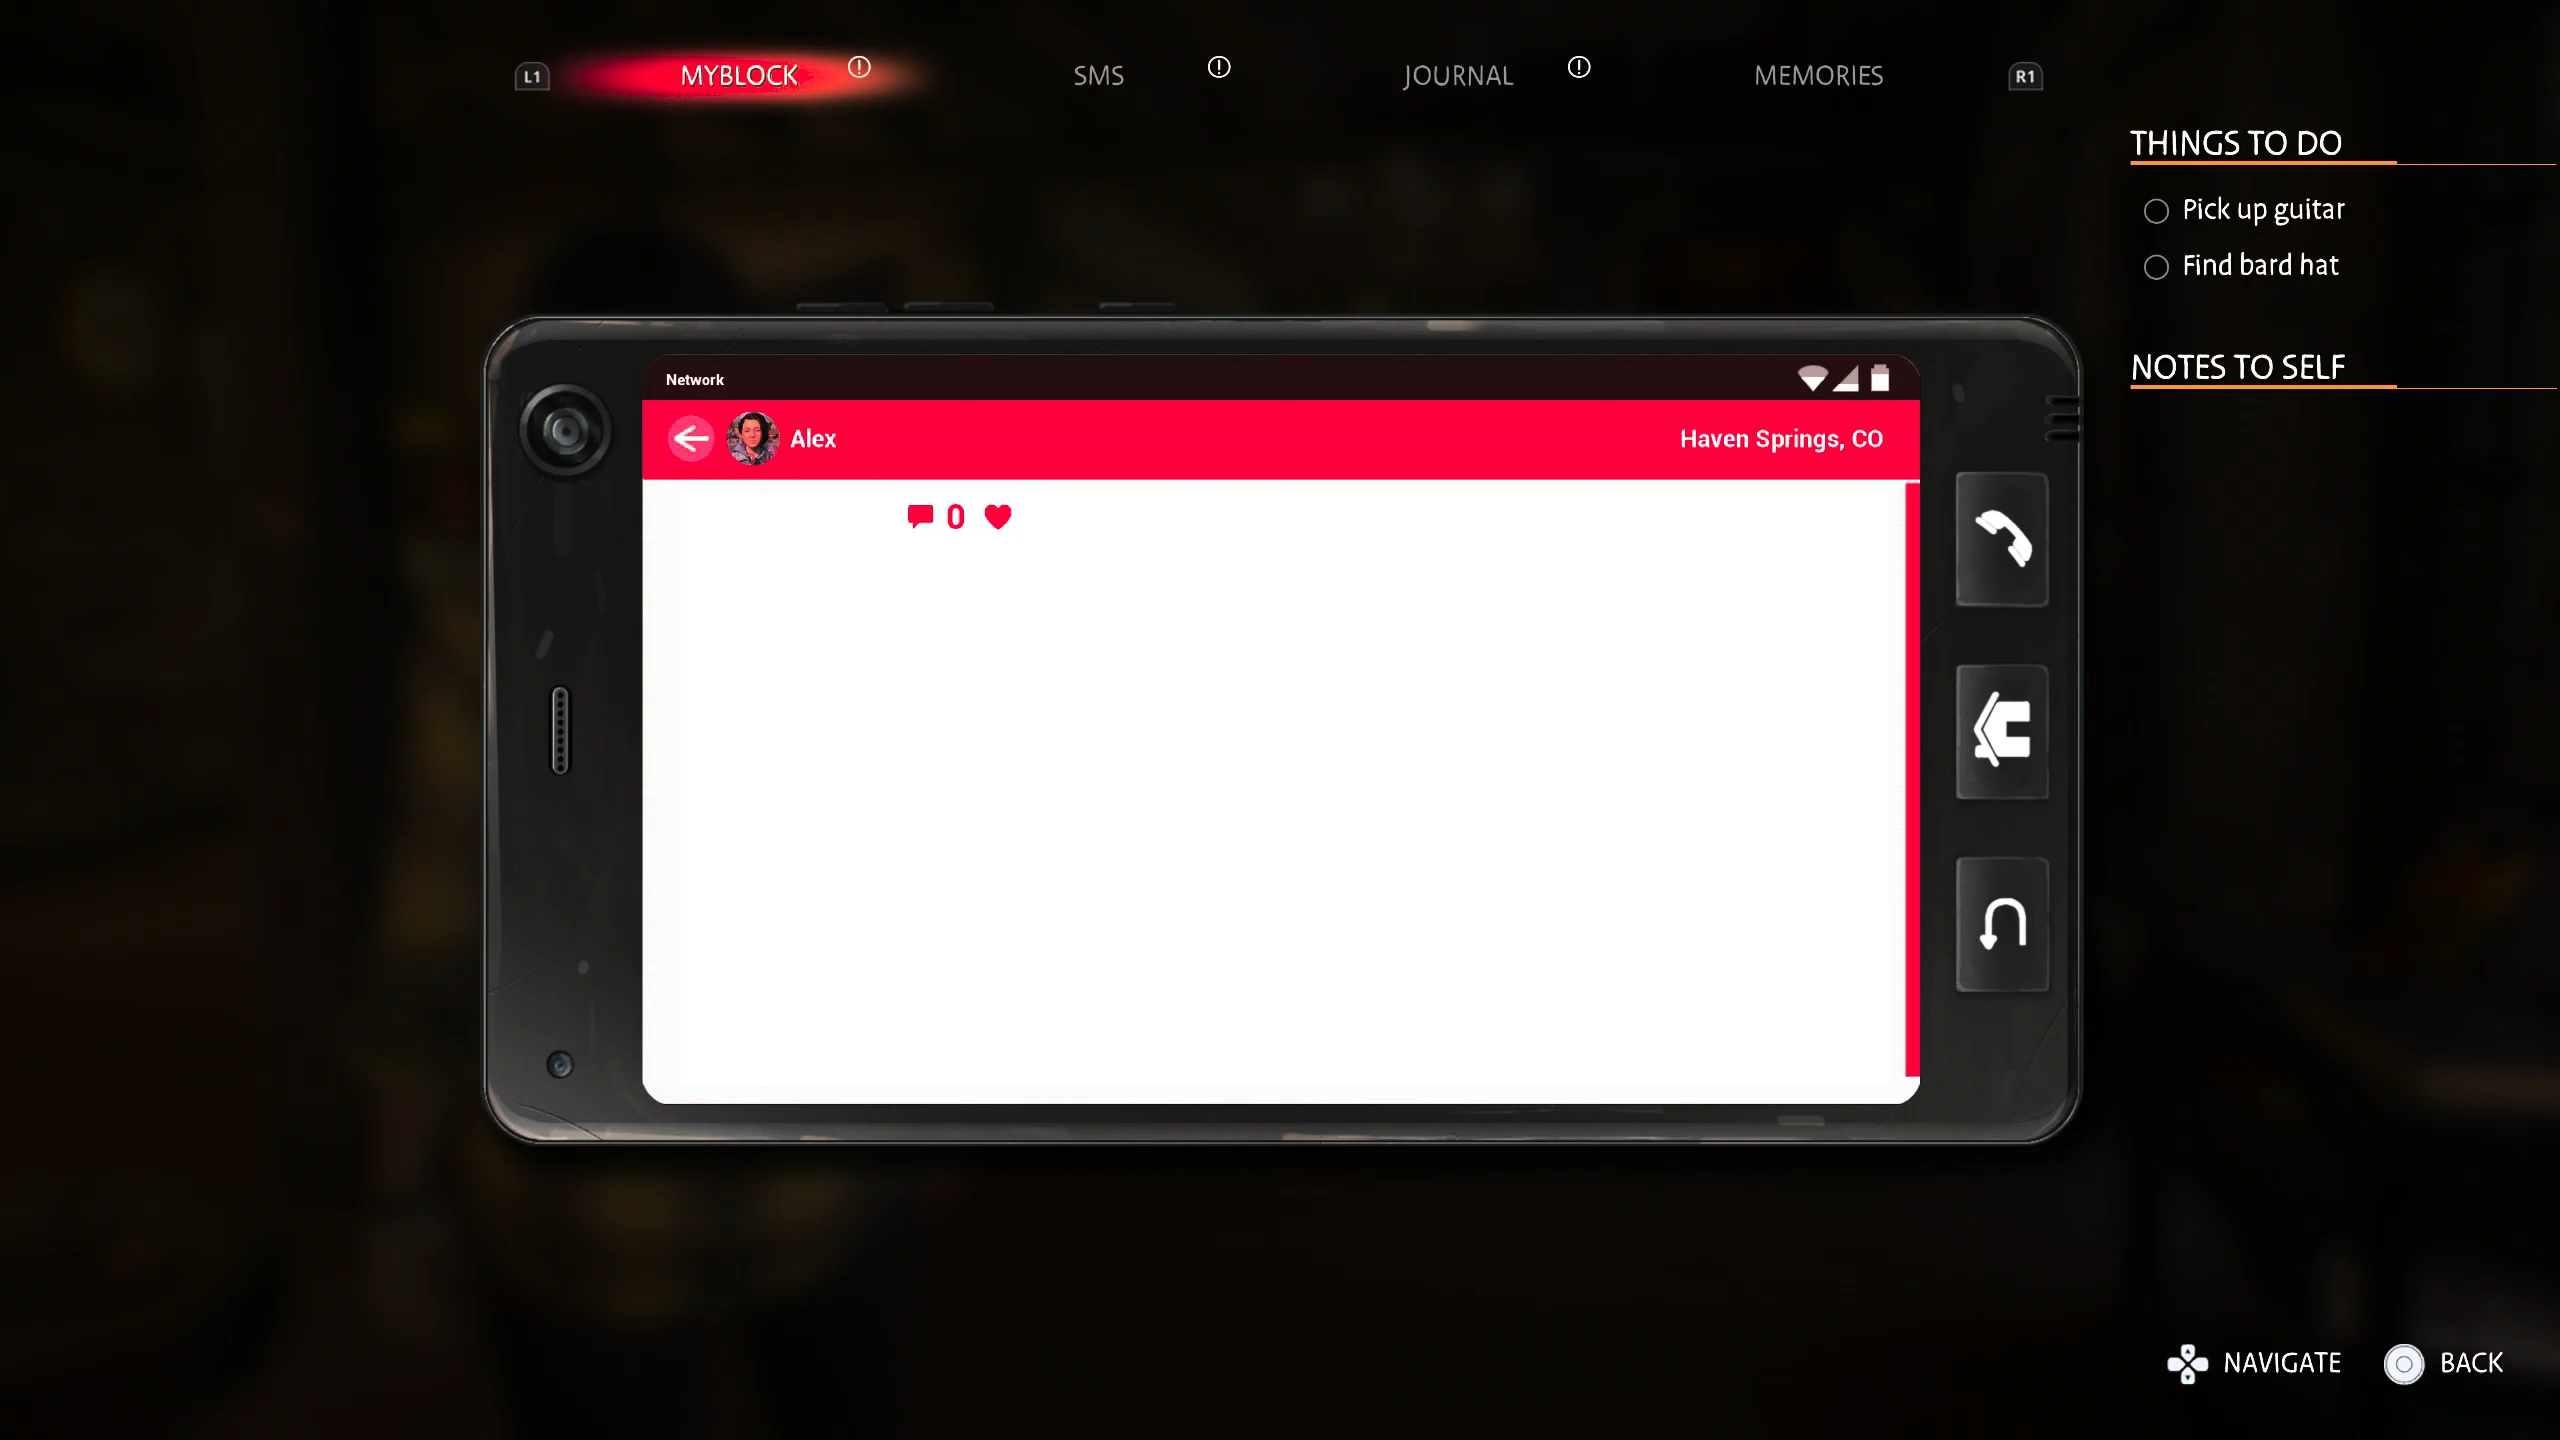 L1 MYBLOCK SMS JOURNAL MEMORIES R1
THINGS TO DO
Pick up guitar
Find bard hat
NOTES TO SELF
Network
Alex Haven Springs, CO
0
NAVIGATE BACK